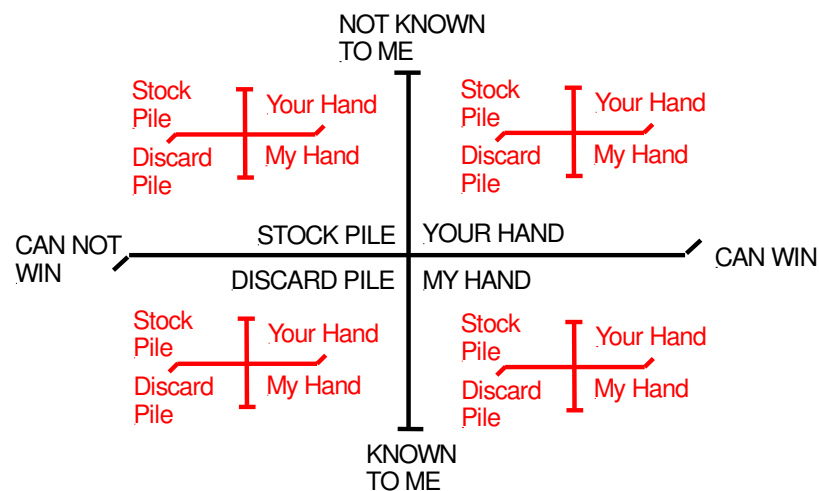 NOT KNOWN
TO ME
Stock
Pile
Your Hand
Discard
Pile
My Hand
Stock
Pile
Your Hand
Discard
Pile
My Hand
CAN NOT
WIN
STOCK PILE
YOUR HAND
CAN WIN
DISCARD PILE
MY HAND
Stock
Pile
Your Hand
Discard
Pile
My Hand
Stock
Pile
Your Hand
Discard
Pile
My Hand
KNOWN
TO ME